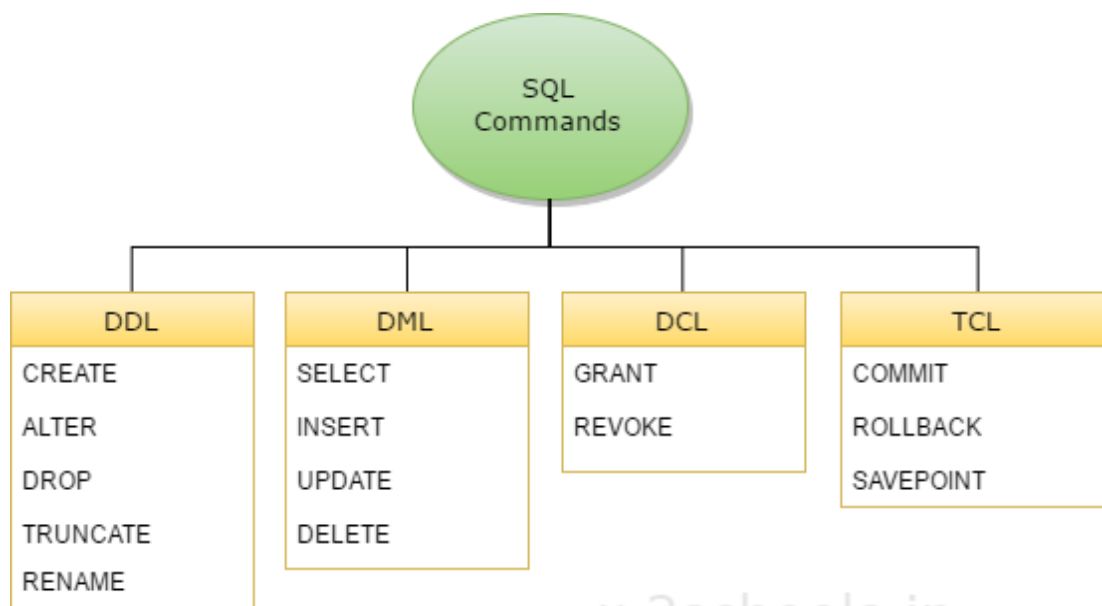 SQL
Commands
DDL
CREATE
ALTER
DROP
TRUNCATE
RENAME
DML
SELECT
INSERT
UPDATE
DELETE
DCL
GRANT
REVOKE
TCL
COMMIT
ROLLBACK
SAVEPOINT